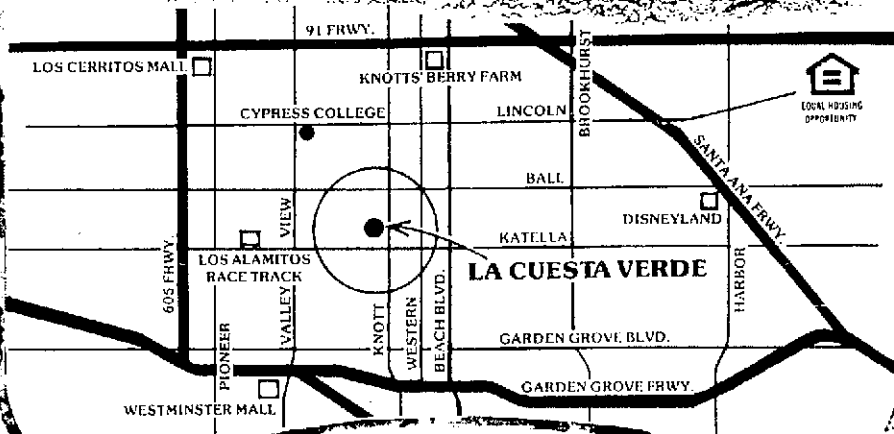 91 FRWY.
LOS CERRITOS MALL
KNOTTS' BERRY FARM
BROOKHURST
EQUAL HOUSING
OPPORTUNITY
CYPRESS COLLEGE
LINCOLN
SANTA ANA FRWY.
BALL
DISNEYLAND
VALLEY VIEW
KATELLA
LOS ALAMITOS
RACE TRACK
605 FRWY.
LA CUESTA VERDE
HARBOR
PIONEER
KNOTT
WESTERN
BEACH BLVD.
GARDEN GROVE BLVD.
GARDEN GROVE FRWY.
WESTMINSTER MALL